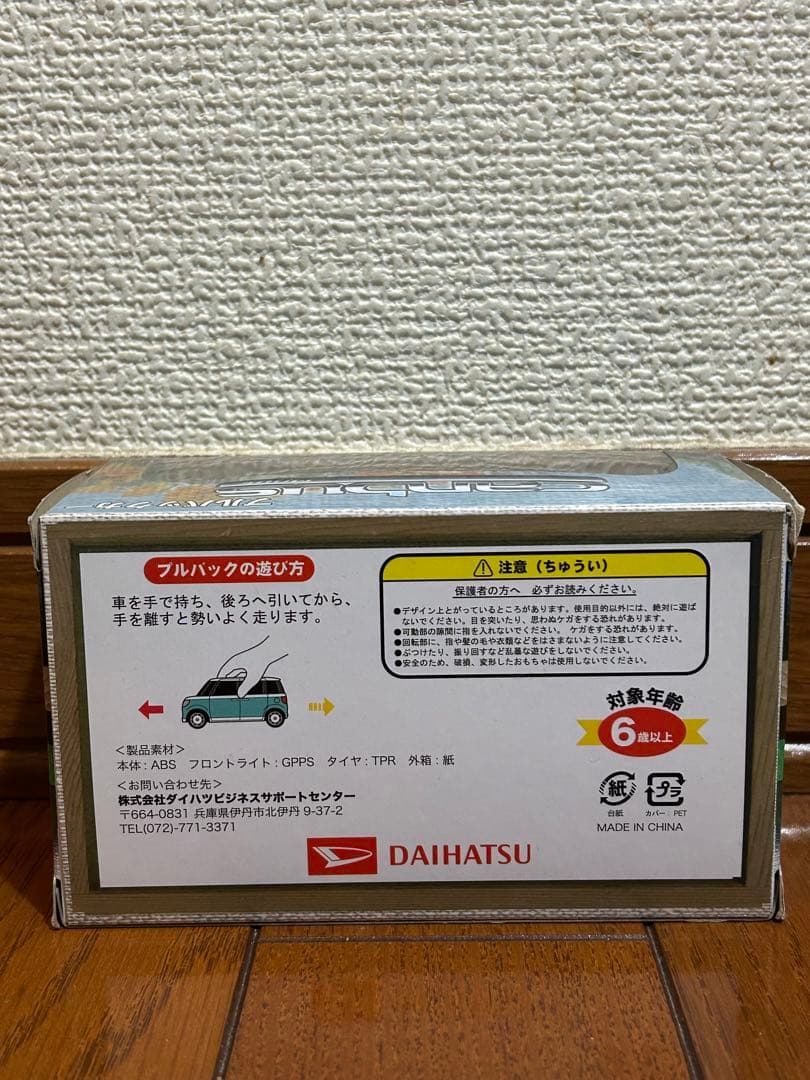 canbus
プルバックカー
プルバックの遊び方
車を手で持ち、後ろへ引いてから、
手を離すと勢いよく走ります。
<製品素材>
本体:ABS フロントライト:GPPS タイヤ:TPR 外箱:紙
<お問い合わせ先>
株式会社ダイハツビジネスサポートセンター
〒664-0831 兵庫県伊丹市北伊丹 9-37-2
TEL(072)-771-3371
注意(ちゅうい)
保護者の方へ 必ずお読みください。
●デザイン上とがっているところがあります。使用目的以外には、絶対に遊ば
ないでください。目を突いたり、思わぬケガをする恐れがあります。
●可動部の隙間に指を入れないでください。 ケガをする恐れがあります。
●回転部に、指や髪の毛や衣類などをはさまないように注意してください。
●ぶつけたり、振り回すなど乱暴な遊びをしないでください。
●安全のため、破損、変形したおもちゃは使用しないでください。
対象年齢
6歳以上
紙
台紙
プラ
カバー:PET
MADE IN CHINA
DAIHATSU